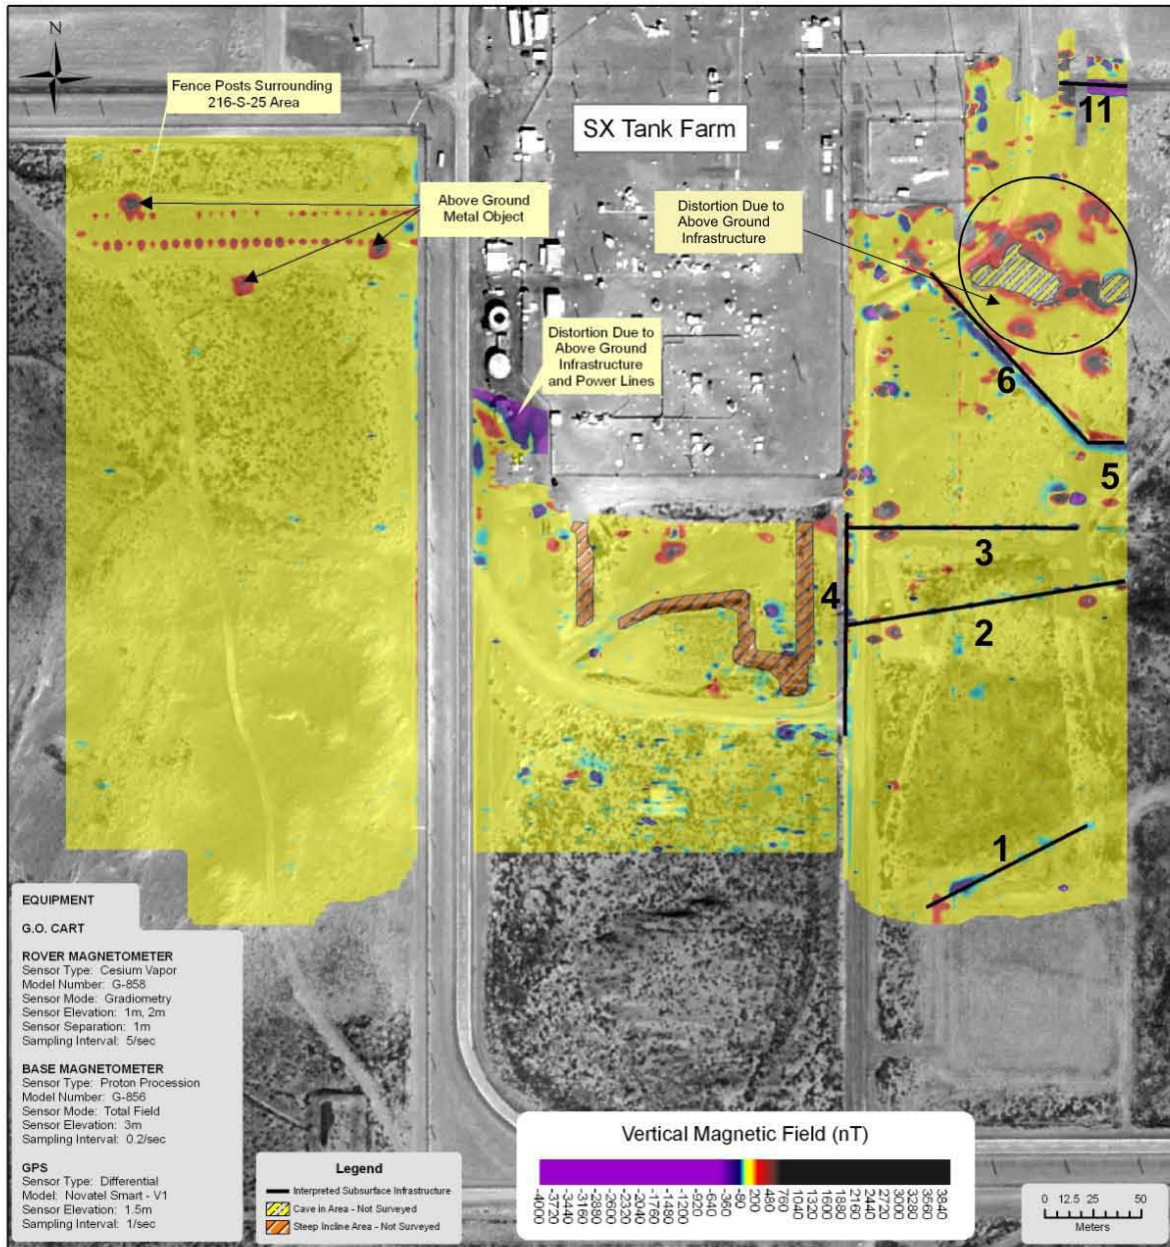 N
Fence Posts Surrounding
216-S-25 Area
SX Tank Farm
11
Above Ground
Metal Object
Distortion Due to
Above Ground
Infrastructure
Distortion Due to
Above Ground
Infrastructure
and Power Lines
6
5
3
4
2
1
EQUIPMENT
G.O. CART
ROVER MAGNETOMETER
Sensor Type: Cesium Vapor
Model Number: G-858
Sensor Mode: Gradiometry
Sensor Elevation: 1m, 2m
Sensor Separation: 1m
Sampling Interval: 5/sec
BASE MAGNETOMETER
Sensor Type: Proton Procession
Model Number: G-856
Sensor Mode: Total Field
Sensor Elevation: 3m
Sampling Interval: 0.2/sec
GPS
Sensor Type: Differential
Model: Novatel Smart - V1
Sensor Elevation: 1.5m
Sampling Interval: 1/sec
Legend
Interpreted Subsurface Infrastructure
Cave in Area - Not Surveyed
Steep Incline Area - Not Surveyed
Vertical Magnetic Field (nT)
-4000
-3720
-3440
-3160
-2880
-2600
-2320
-2040
-1760
-1480
-1200
-920
-640
-360
-80
200
480
760
1040
1320
1600
1880
2160
2440
2720
3000
3280
3560
3840
0 12.5 25 50
Meters